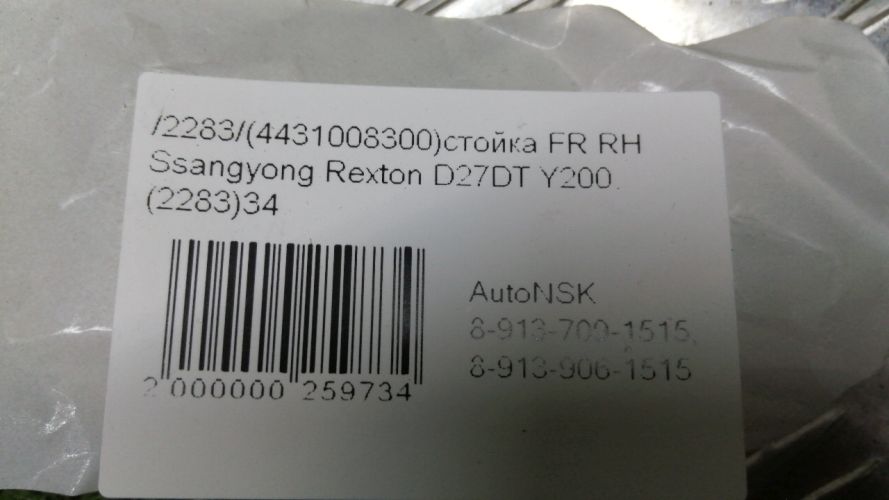 /2283/(4431008300)стойка FR RH
Ssangyong Rexton D27DT Y200.
(2283)34
AutoNSK
8-913-700-1515,
8-913-906-1515
2 000000 259734